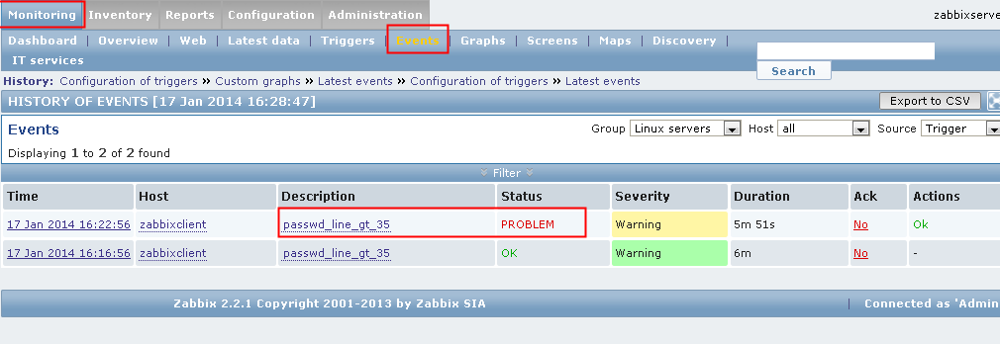 Monitoring Inventory Reports Configuration Administration zabbixserve
Dashboard | Overview | Web | Latest data | Triggers | Events | Graphs | Screens | Maps | Discovery |
IT services
Search
History: Configuration of triggers » Custom graphs » Latest events » Configuration of triggers » Latest events
HISTORY OF EVENTS [17 Jan 2014 16:28:47] Export to CSV
Events Group Linux servers Host all Source Trigger
Displaying 1 to 2 of 2 found
Filter
Time Host Description Status Severity Duration Ack Actions
17 Jan 2014 16:22:56 zabbixclient passwd_line_gt_35 PROBLEM Warning 5m 51s No Ok
17 Jan 2014 16:16:56 zabbixclient passwd_line_gt_35 OK Warning 6m No -
Zabbix 2.2.1 Copyright 2001-2013 by Zabbix SIA | Connected as 'Admin